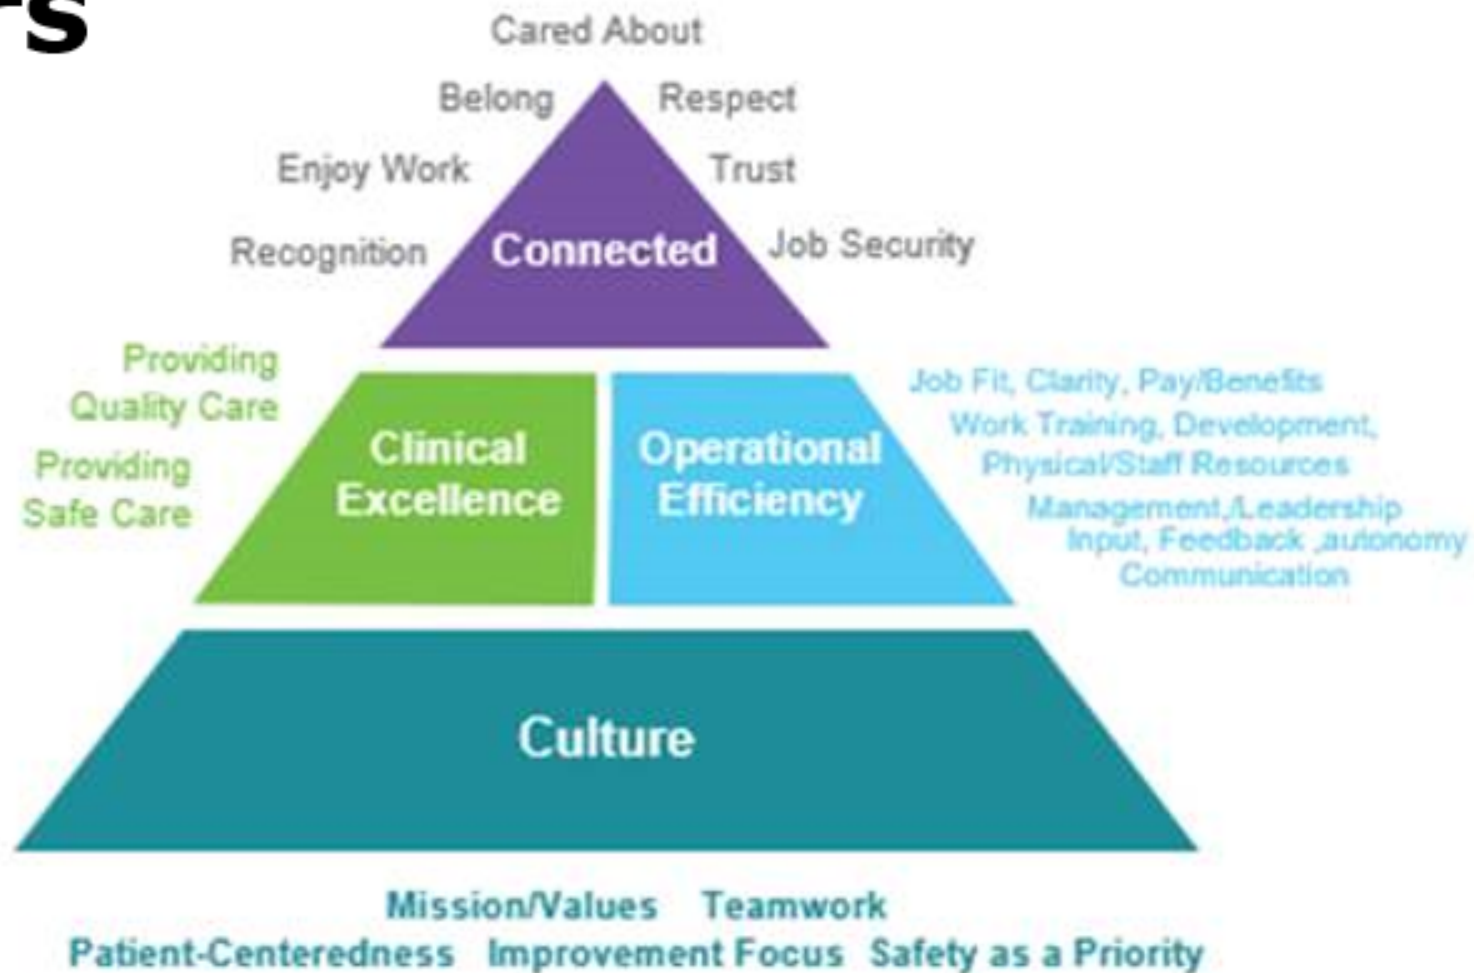 rs
Cared About
Belong Respect
Enjoy Work Trust
Recognition Connected Job Security
Providing
Quality Care
Providing
Safe Care
Clinical
Excellence
Operational
Efficiency
Job Fit, Clarity, Pay/Benefits
Work Training, Development,
Physical/Staff Resources
Management,/Leadership
Input, Feedback ,autonomy
Communication
Culture
Mission/Values Teamwork
Patient-Centeredness Improvement Focus Safety as a Priority